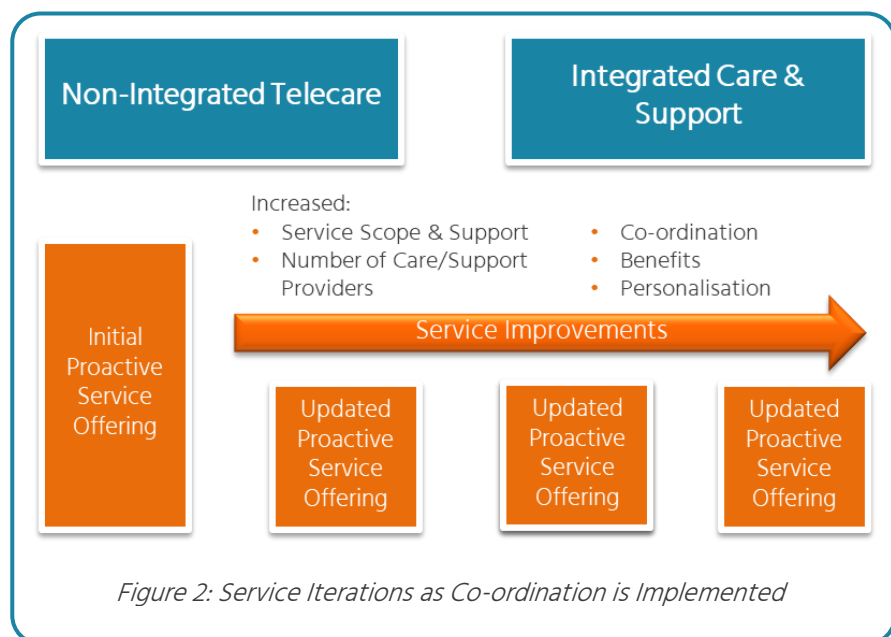 Non-Integrated Telecare
Integrated Care &
Support
Increased:
• Service Scope & Support
• Number of Care/Support
Providers
• Co-ordination
• Benefits
• Personalisation
Service Improvements
Initial
Proactive
Service
Offering
Updated
Proactive
Service
Offering
Updated
Proactive
Service
Offering
Updated
Proactive
Service
Offering
Figure 2: Service Iterations as Co-ordination is Implemented